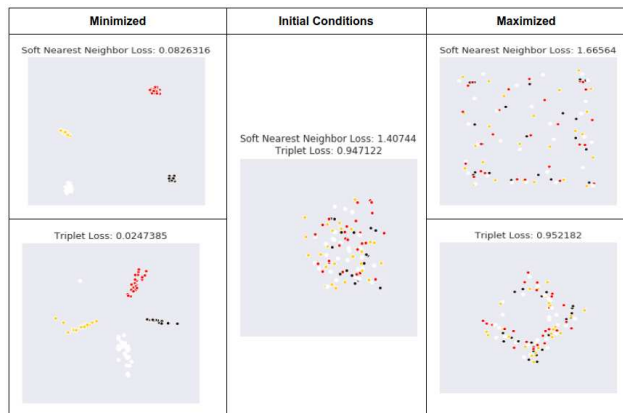 Minimized
Initial Conditions
Maximized
Soft Nearest Neighbor Loss: 0.0826316
Soft Nearest Neighbor Loss: 1.40744
Triplet Loss: 0.947122
Soft Nearest Neighbor Loss: 1.66564
Triplet Loss: 0.0247385
Triplet Loss: 0.952182